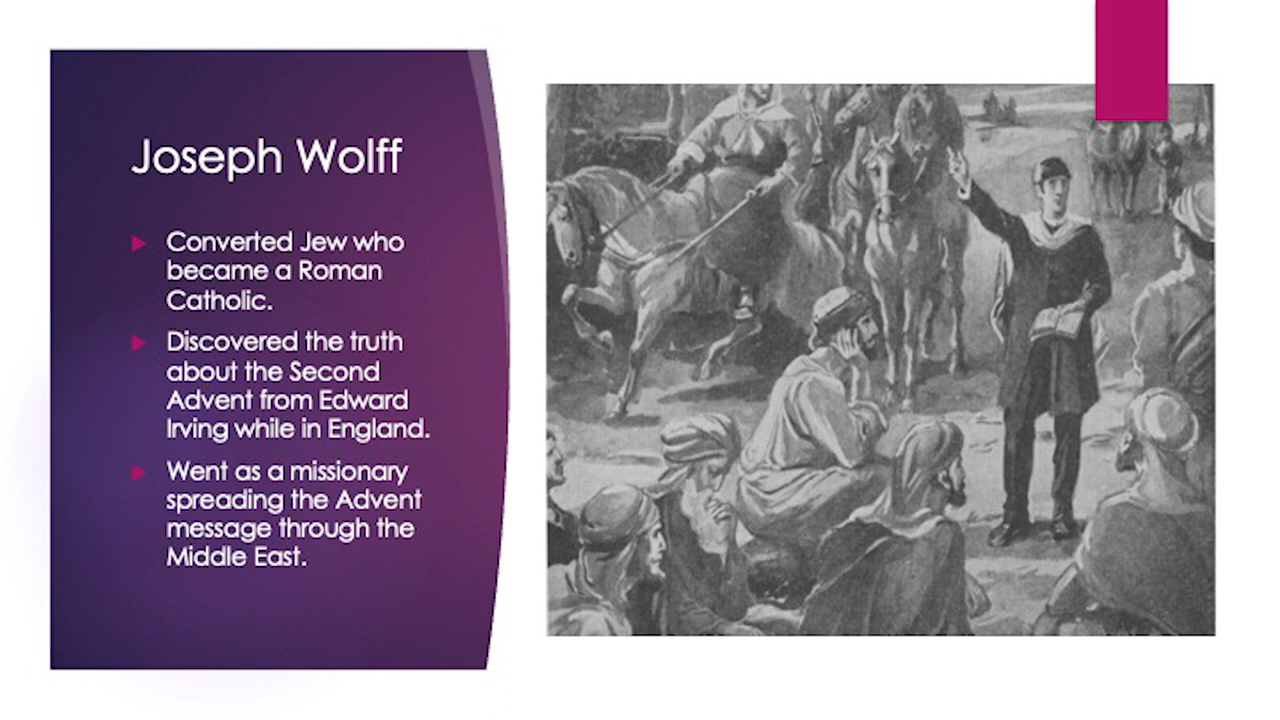 Joseph Wolff
Converted Jew who
became a Roman
Catholic.
Discovered the truth
about the Second
Advent from Edward
Irving while in England.
Went as a missionary
spreading the Advent
message through the
Middle East.